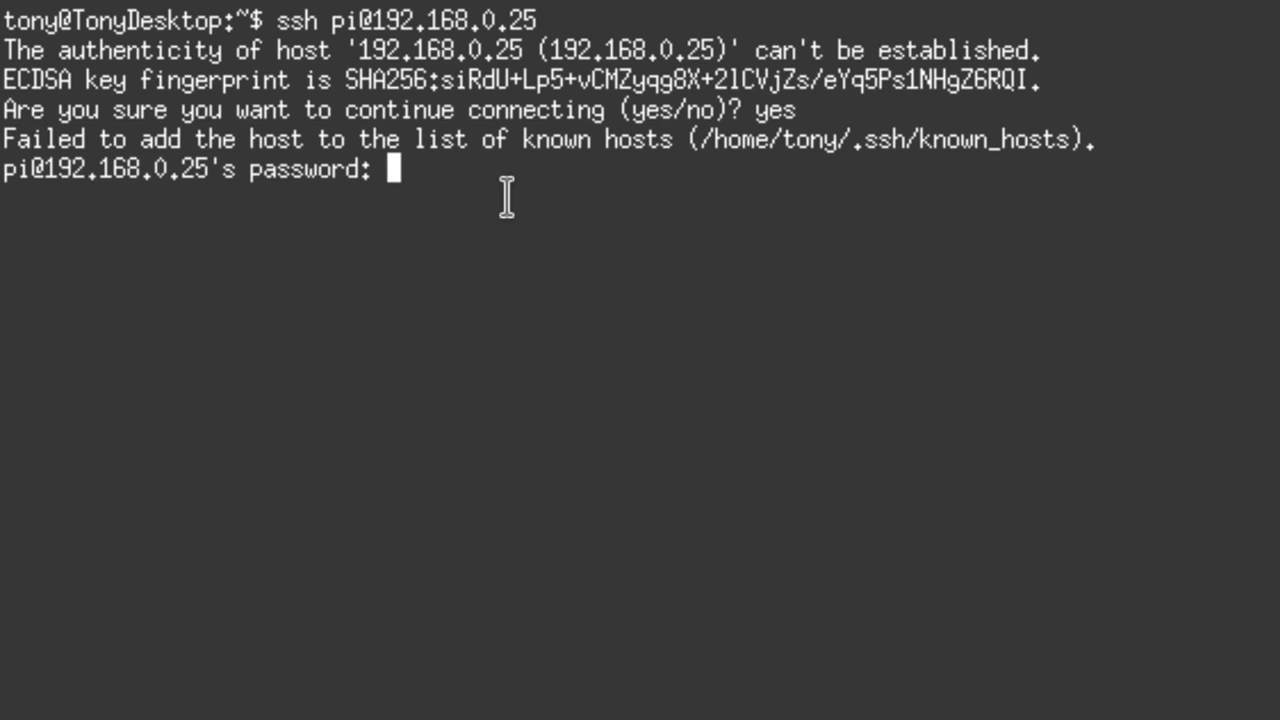 tony@TonyDesktop:~$ ssh pi@192.168.0.25
The authenticity of host '192.168.0.25 (192.168.0.25)' can't be established.
ECDSA key fingerprint is SHA256:siRdU+Lp5+vCMZyqg8X+2lCVjZs/eYq5Ps1NHgZ6RQI.
Are you sure you want to continue connecting (yes/no)? yes
Failed to add the host to the list of known hosts (/home/tony/.ssh/known_hosts).
pi@192.168.0.25's password: